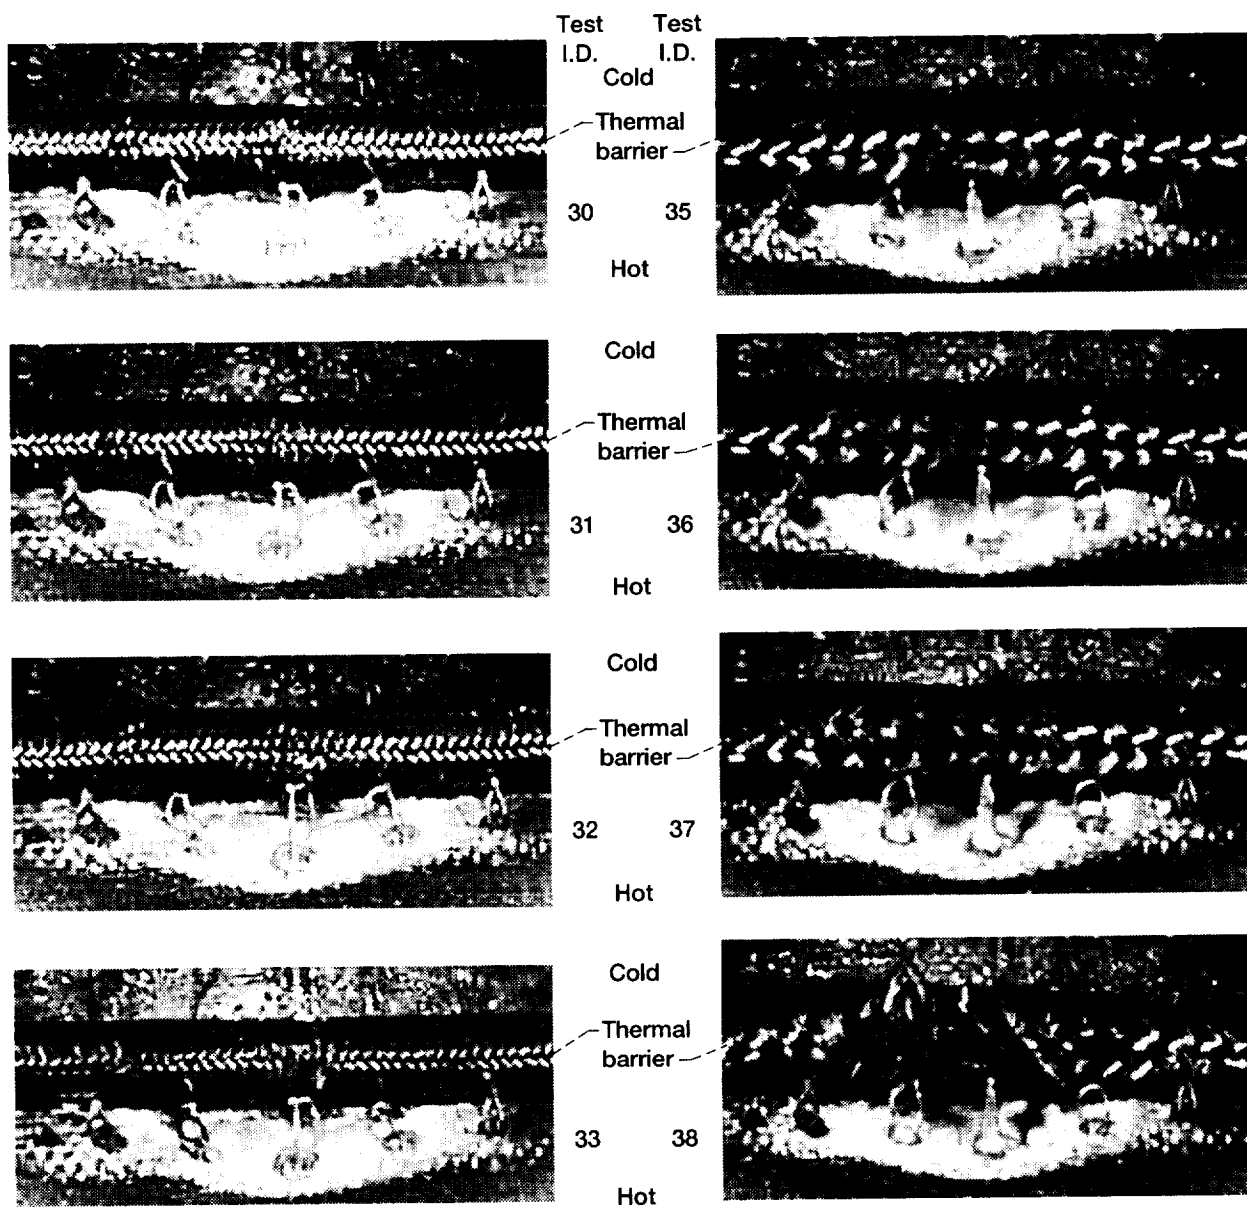 Test Test
I.D. I.D.
Cold
Thermal
barrier
30 35
Hot
Cold
Thermal
barrier
31 36
Hot
Cold
Thermal
barrier
32 37
Hot
Cold
Thermal
barrier
33 38
Hot